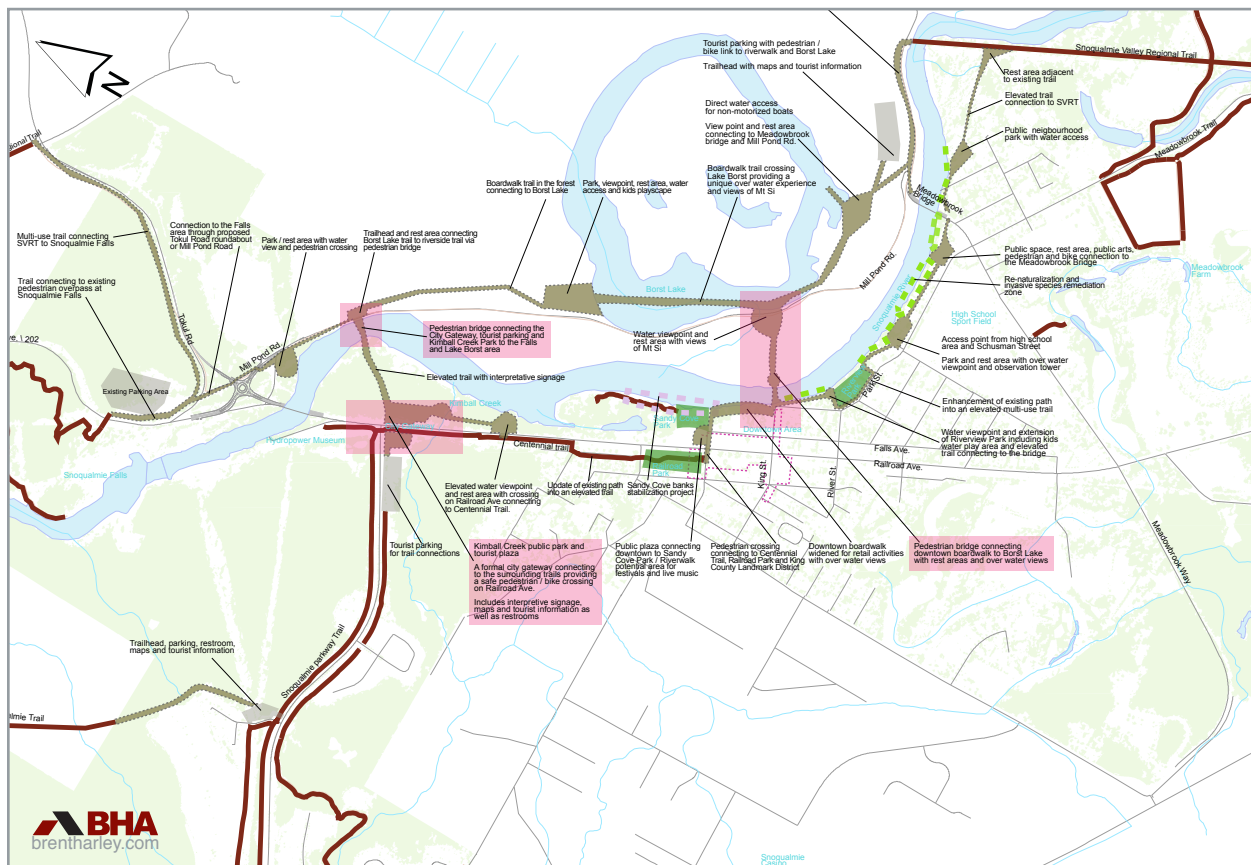 N
Tourist parking with pedestrian /
bike link to riverwalk and Borst Lake
Trailhead with maps and tourist information
Snoqualmie Valley Regional Trail
Rest area adjacent
to existing trail
Elevated trail
connection to SVRT
Direct water access
for non-motorized boats
View point and rest area
connecting to Meadowbrook
bridge and Mill Pond Rd.
Public neigbourhood
park with water access
Meadowbrook Trail
ional Trail
Boardwalk trail in the forest
connecting to Borst Lake
Park, viewpoint, rest area, water
access and kids playscape
Boardwalk trail crossing
Lake Borst providing a
unique over water experience
and views of Mt Si
Meadowbrook
Bridge
Multi-use trail connecting
SVRT to Snoqualmie Falls
Connection to the Falls
area through proposed
Tokul Road roundabout
or Mill Pond Road
Park / rest area with water
view and pedestrian crossing
Trailhead and rest area connecting
Borst Lake trail to riverside trail via
pedestrian bridge
Public space, rest area, public arts,
pedestrian and bike connection to
the Meadowbrook Bridge
Meadowbrook
Farm
Trail connecting to existing
pedestrian overpass at
Snoqualmie Falls
Mill Pond Rd.
Borst Lake
Re-naturalization and
invasive species remediation
zone
Snoqualmie River
Tokul Rd
High School
Sport Field
ve. \ 202
Mill Pond Rd.
Pedestrian bridge connecting the
City Gateway, tourist parking and
Kimball Creek Park to the Falls
and Lake Borst area
Water viewpoint and
rest area with views
of Mt Si
Access point from high school
area and Schusman Street
Park and rest area with over water
viewpoint and observation tower
Existing Parking Area
Elevated trail with interpretative signage
Park St.
Enhancement of existing path
into an elevated multi-use trail
Kimball Creek
Sandy
Park
Downtown Area
Hydropower Museum
Centennial trail
Falls Ave.
Railroad Ave.
Water viewpoint and extension
of Riverview Park including kids
water play area and elevated
trail connecting to the bridge
Snoqualmie Falls
Park
King St.
River St
Elevated water viewpoint
and rest area with crossing
on Railroad Ave connecting
to Centennial Trail.
Update of existing path
into an elevated trail
Sandy Cove banks
stabilization project
Meadowbrook Way
Tourist parking
for trail connections
Kimball Creek public park and
tourist plaza
A formal city gateway connecting
to the surrounding trails providing
a safe pedestrian / bike crossing
on Railroad Ave.
Includes interpretive signage,
maps and tourist information as
well as restrooms
Public plaza connecting
downtown to Sandy
Cove Park / Riverwalk
potential area for
festivals and live music
Pedestrian crossing
connecting to Centennial
Trail, Railroad Park and King
County Landmark District
Downtown boardwalk
widened for retail activities
with over water views
Pedestrian bridge connecting
downtown boardwalk to Borst Lake
with rest areas and over water views
Trailhead, parking, restroom,
maps and tourist information
Snoqualmie parkway Trail
lmie Trail
BHA
brentharley.com
Snoqualmie
Casino